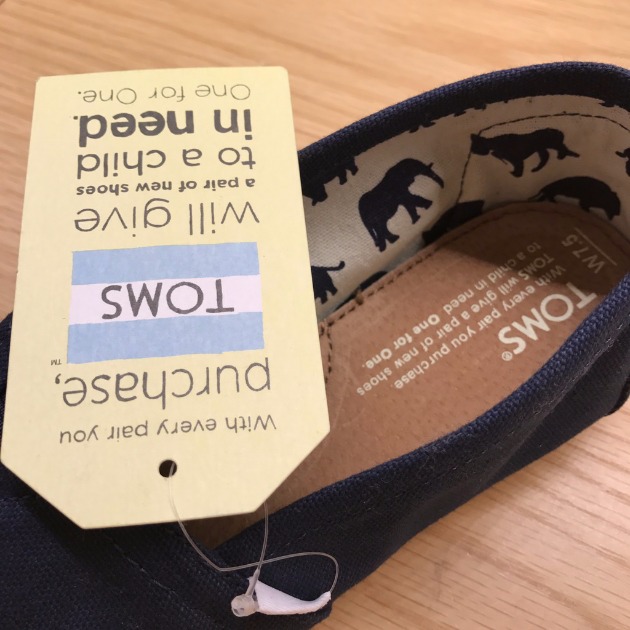 With every pair you
purchase,™
TOMS
will give
a pair of new shoes
to a child
in need.
One for One.
TOMS®
With every pair you purchase
TOMS will give a pair of new shoes
to a child in need. One for One.
W7.5